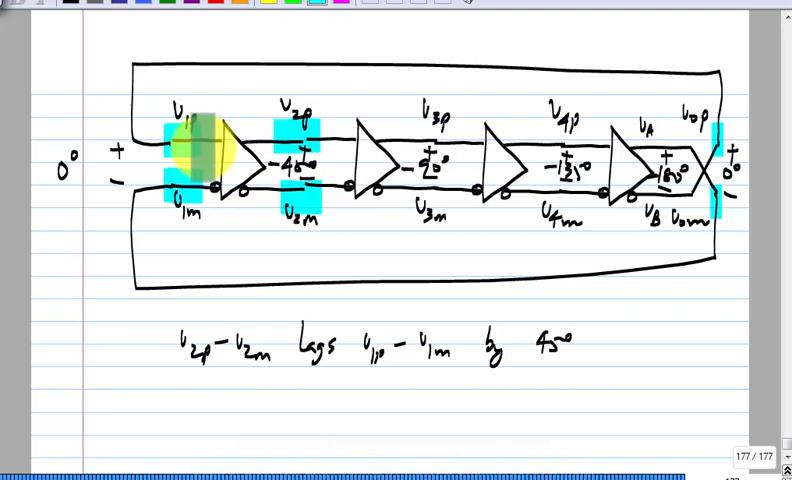 V1p V2p V3p V4p VA Vop
+ + + + + +
0° -45° -90° -135° -180° 0°
- - - - - -
V1m V2m V3m V4m VB Vom
V2p - V2m lags V1p - V1m by 45°
177 / 177